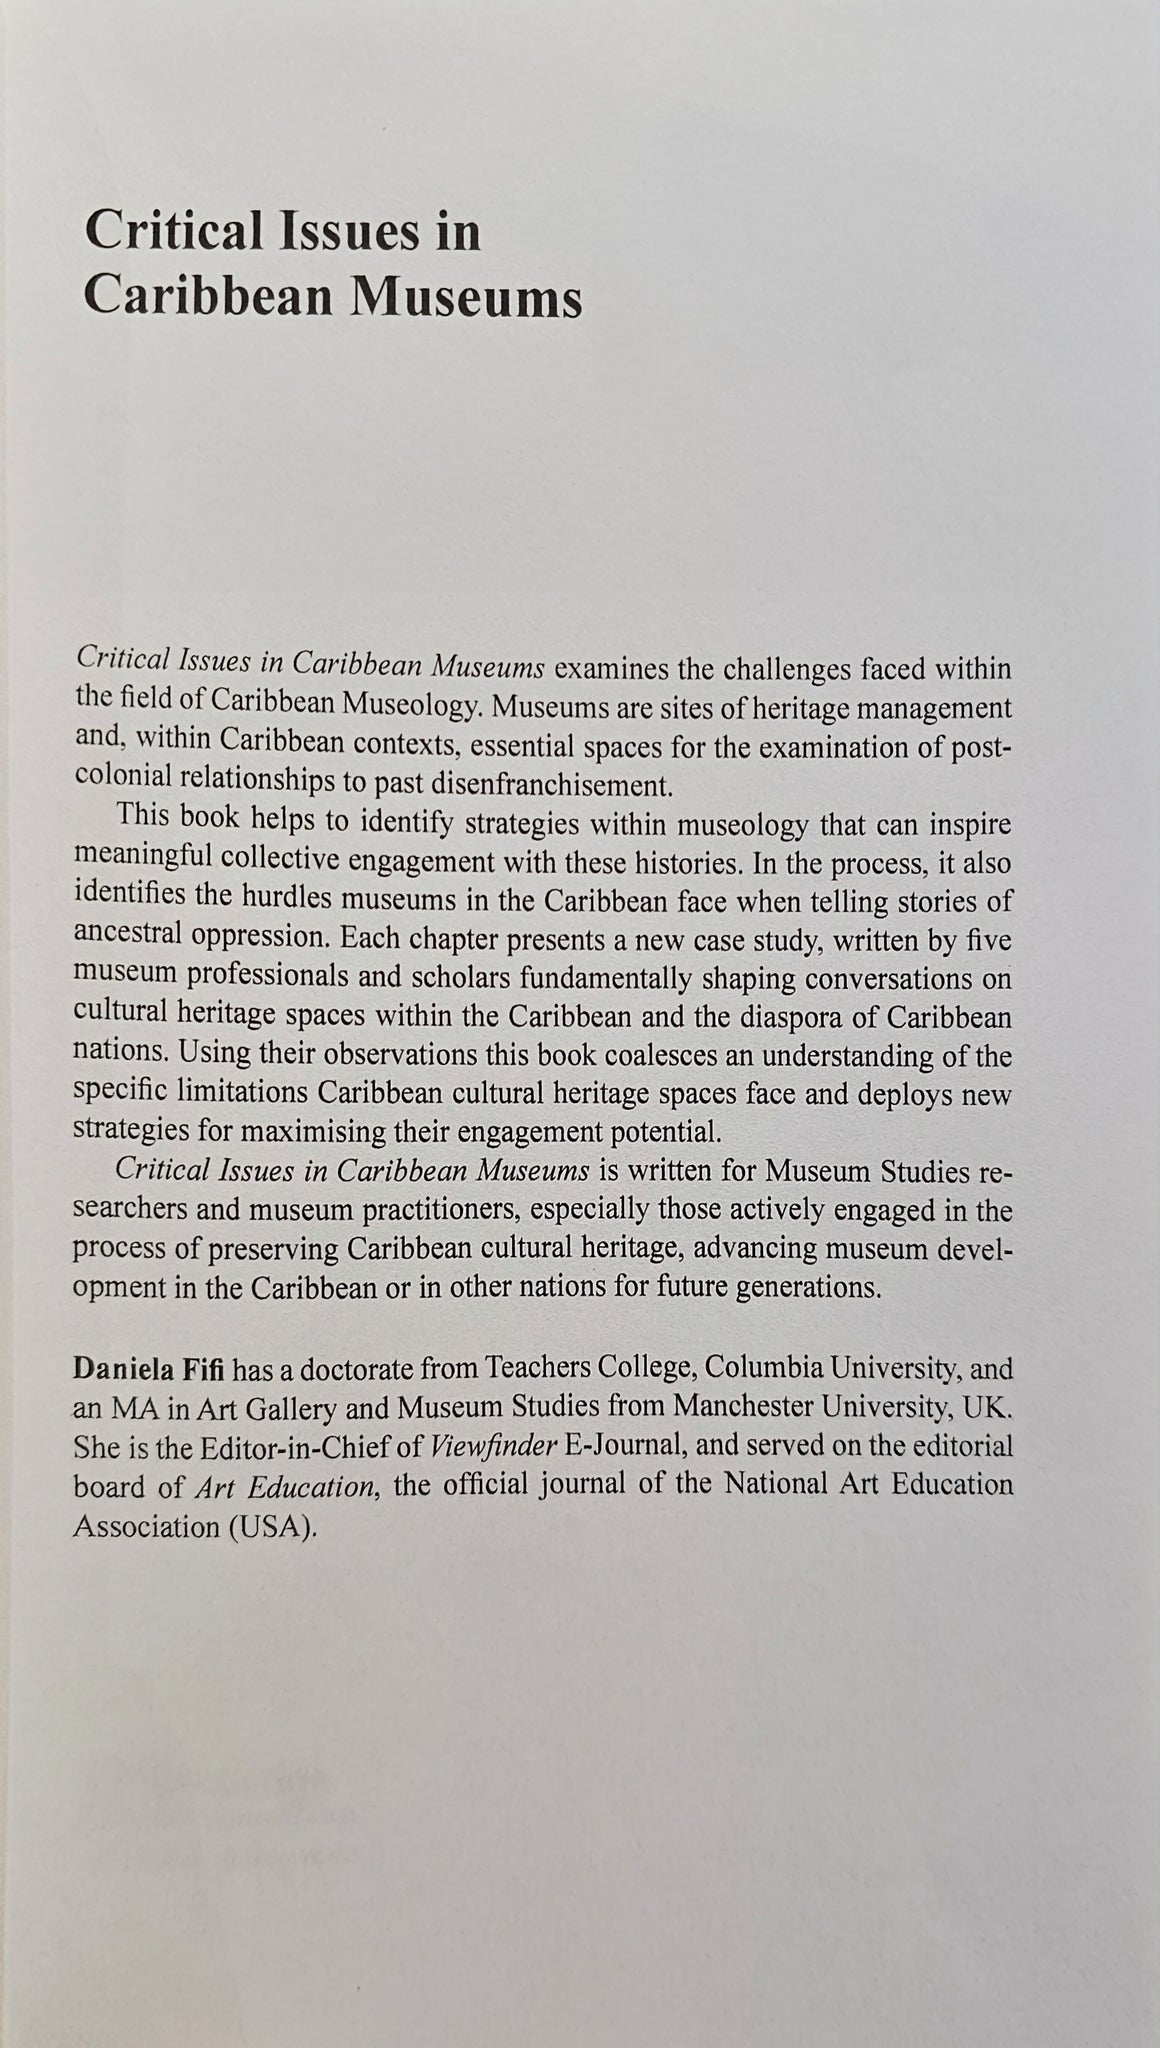 Critical Issues in
Caribbean Museums
Critical Issues in Caribbean Museums examines the challenges faced within
the field of Caribbean Museology. Museums are sites of heritage management
and, within Caribbean contexts, essential spaces for the examination of post-
colonial relationships to past disenfranchisement.
This book helps to identify strategies within museology that can inspire
meaningful collective engagement with these histories. In the process, it also
identifies the hurdles museums in the Caribbean face when telling stories of
ancestral oppression. Each chapter presents a new case study, written by five
museum professionals and scholars fundamentally shaping conversations on
cultural heritage spaces within the Caribbean and the diaspora of Caribbean
nations. Using their observations this book coalesces an understanding of the
specific limitations Caribbean cultural heritage spaces face and deploys new
strategies for maximising their engagement potential.
Critical Issues in Caribbean Museums is written for Museum Studies re-
searchers and museum practitioners, especially those actively engaged in the
process of preserving Caribbean cultural heritage, advancing museum devel-
opment in the Caribbean or in other nations for future generations.
Daniela Fifi has a doctorate from Teachers College, Columbia University, and
an MA in Art Gallery and Museum Studies from Manchester University, UK.
She is the Editor-in-Chief of Viewfinder E-Journal, and served on the editorial
board of Art Education, the official journal of the National Art Education
Association (USA).